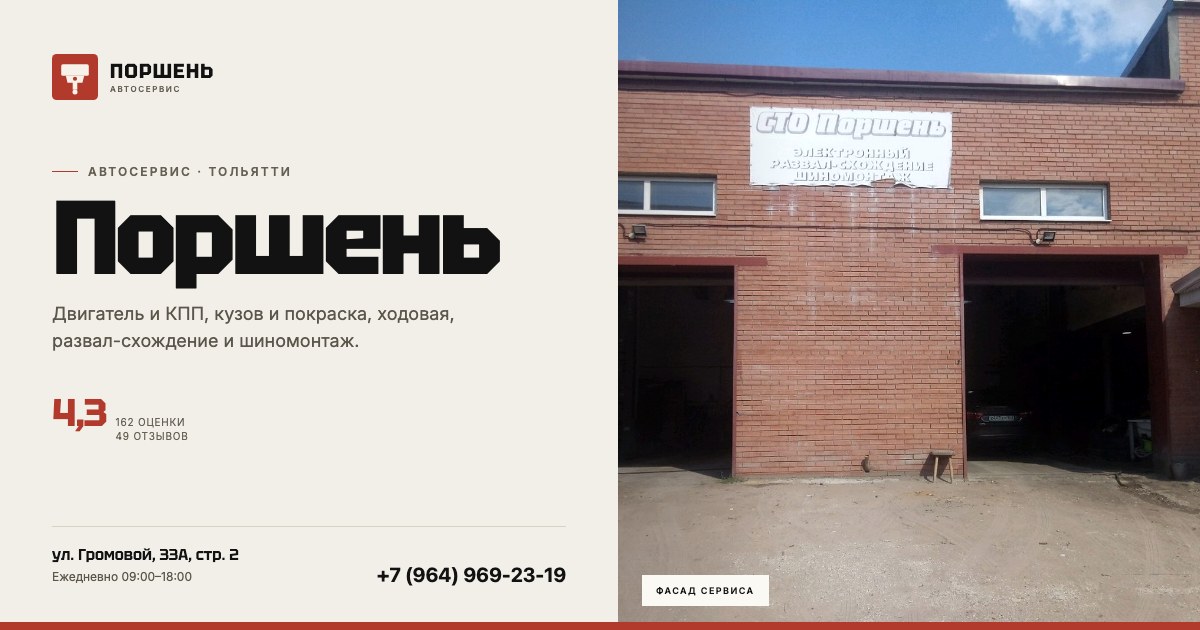 ПОРШЕНЬ
АВТОСЕРВИС
АВТОСЕРВИС · ТОЛЬЯТТИ
Поршень
Двигатель и КПП, кузов и покраска, ходовая,
развал-схождение и шиномонтаж.
4,3
162 ОЦЕНКИ
49 ОТЗЫВОВ
ул. Громовой, 33А, стр. 2
Ежедневно 09:00–18:00
+7 (964) 969-23-19
СТО Поршень
ЭЛЕКТРОННЫЙ
РАЗВАЛ-СХОЖДЕНИЕ
ШИНОМОНТАЖ
ФАСАД СЕРВИСА